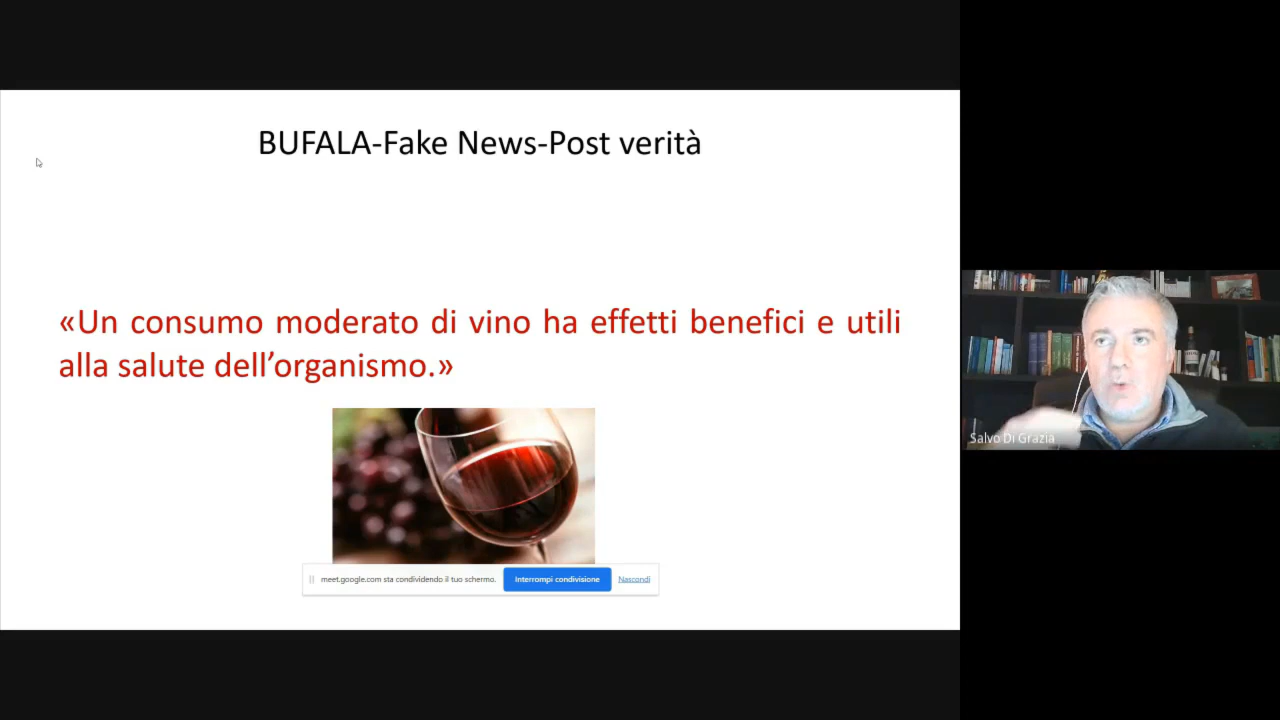 BUFALA-Fake News-Post verità
«Un consumo moderato di vino ha effetti benefici e utili
alla salute dell’organismo.»
meet.google.com sta condividendo il tuo schermo. Interrompi condivisione Nascondi
Salvo Di Grazia